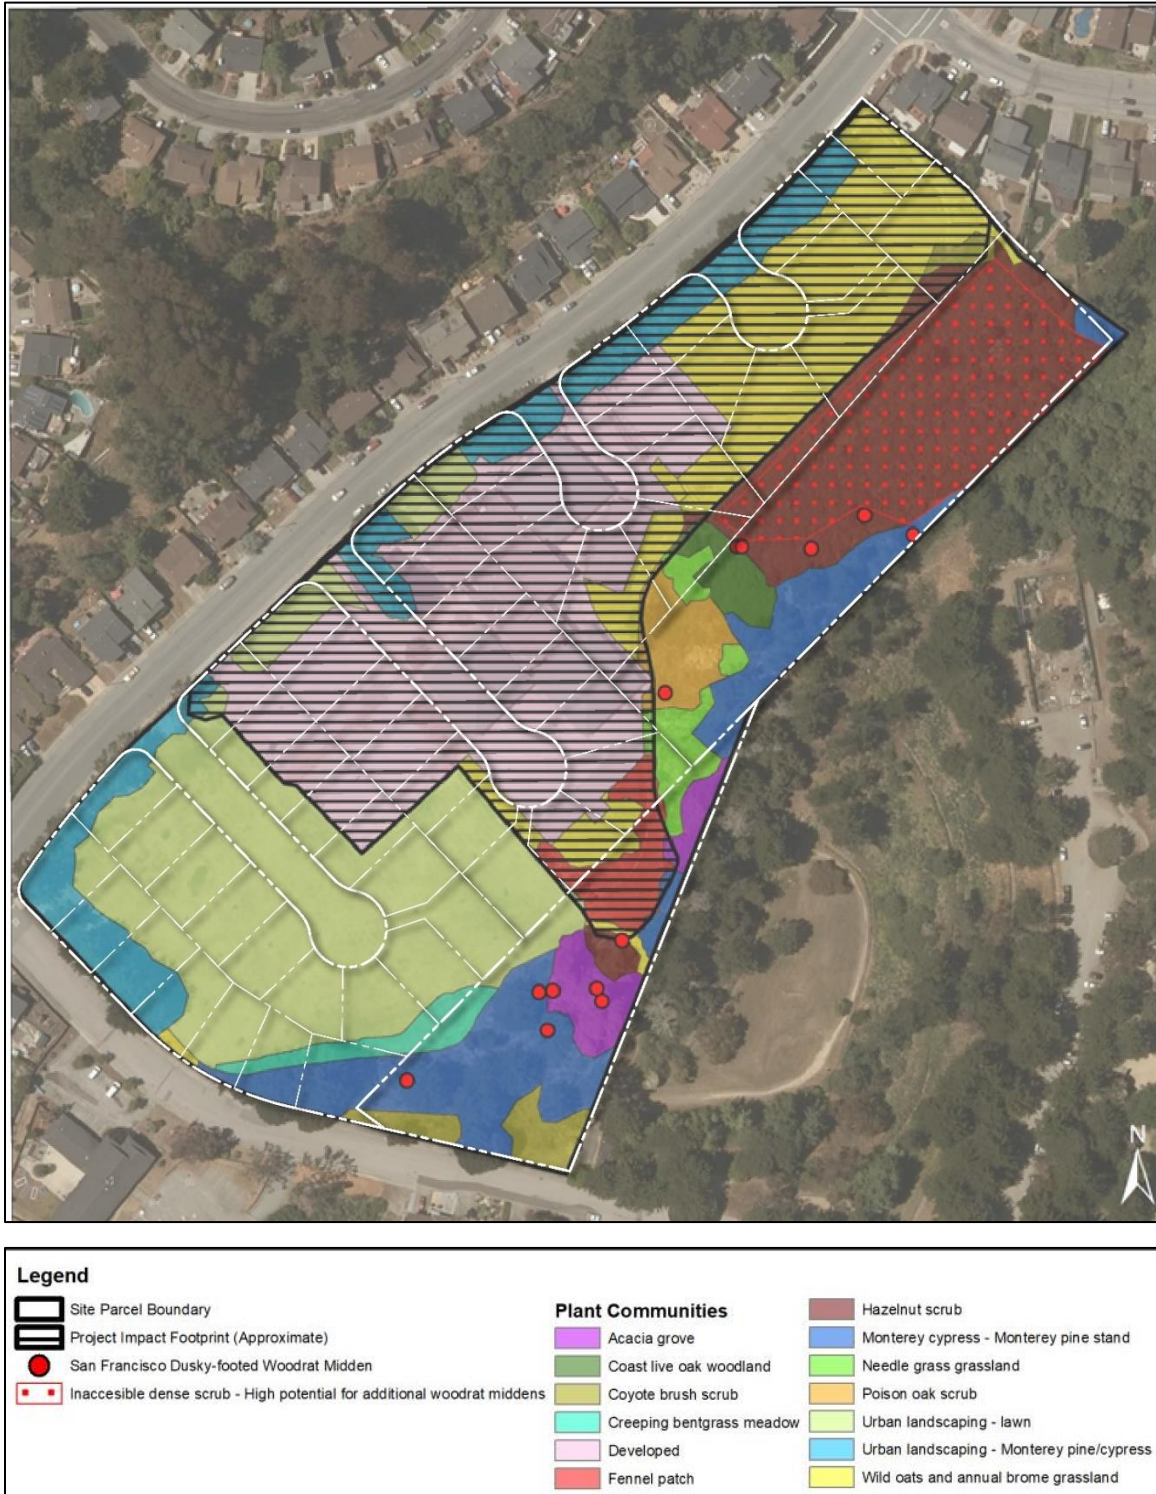 N
Legend
Site Parcel Boundary
Project Impact Footprint (Approximate)
San Francisco Dusky-footed Woodrat Midden
Inaccesible dense scrub - High potential for additional woodrat middens
Plant Communities
Acacia grove
Coast live oak woodland
Coyote brush scrub
Creeping bentgrass meadow
Developed
Fennel patch
Hazelnut scrub
Monterey cypress - Monterey pine stand
Needle grass grassland
Poison oak scrub
Urban landscaping - lawn
Urban landscaping - Monterey pine/cypress
Wild oats and annual brome grassland